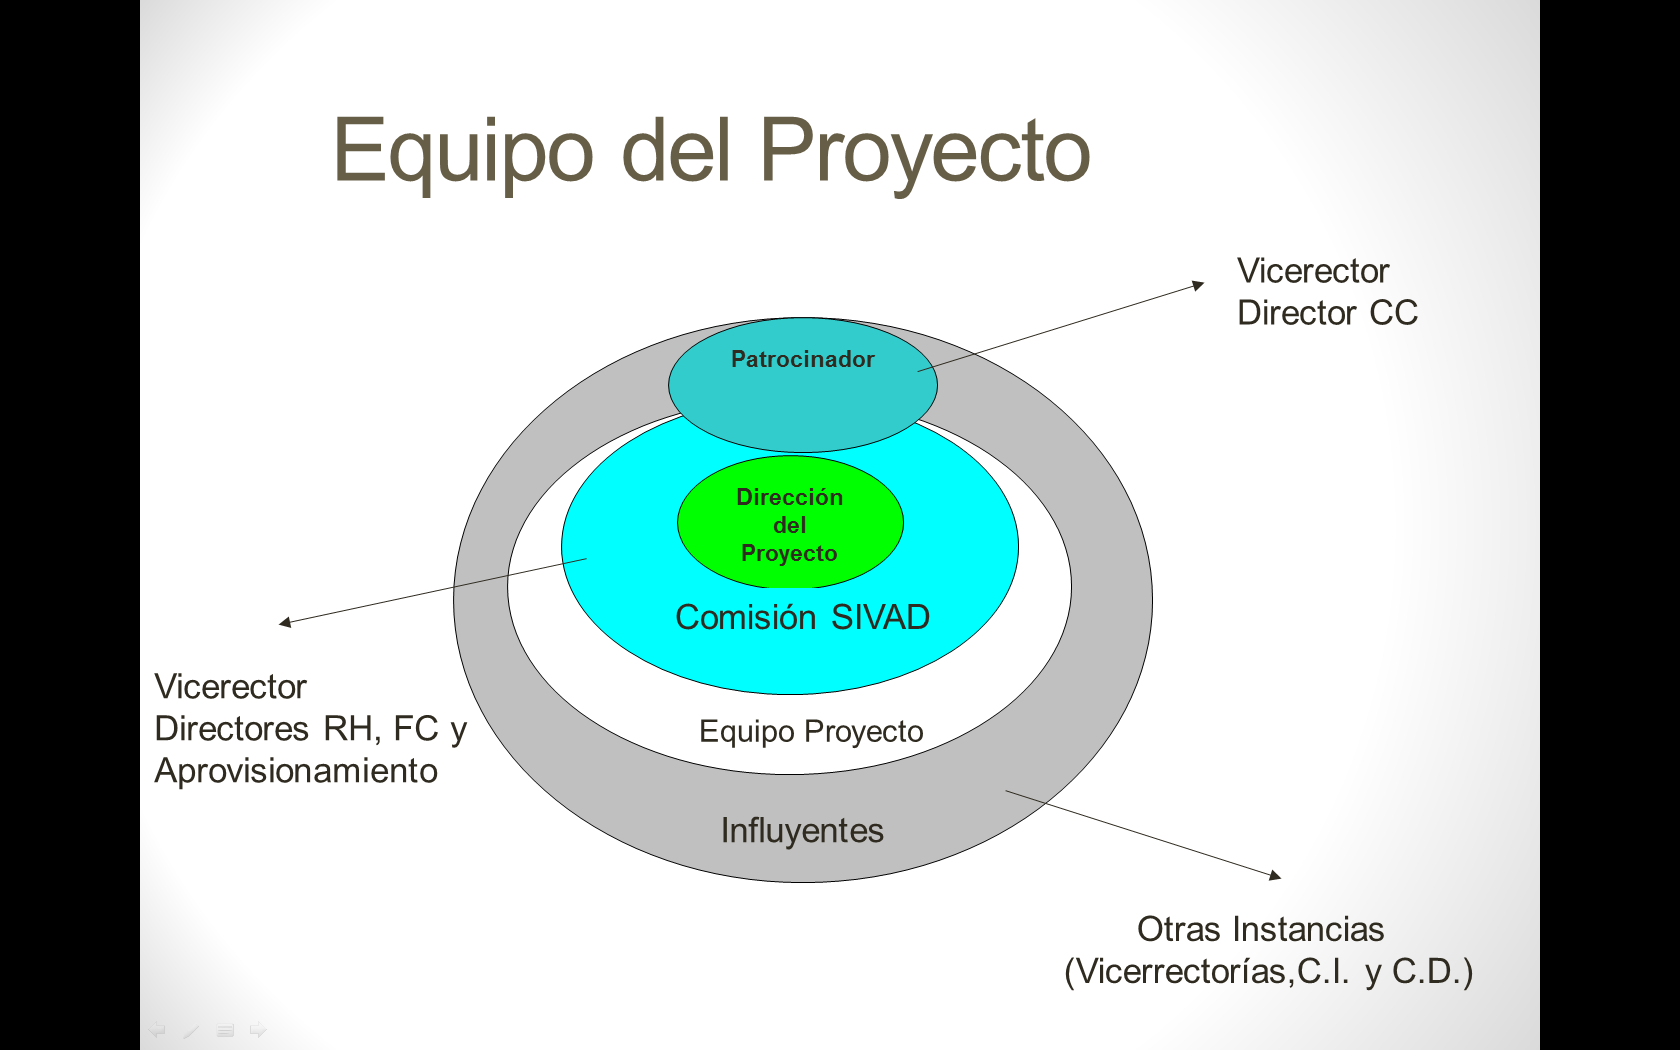 Equipo del Proyecto
Vicerector
Director CC
Patrocinador
Dirección
del
Proyecto
Comisión SIVAD
Vicerector
Directores RH, FC y
Aprovisionamiento
Equipo Proyecto
Influyentes
Otras Instancias
(Vicerrectorías,C.I. y C.D.)